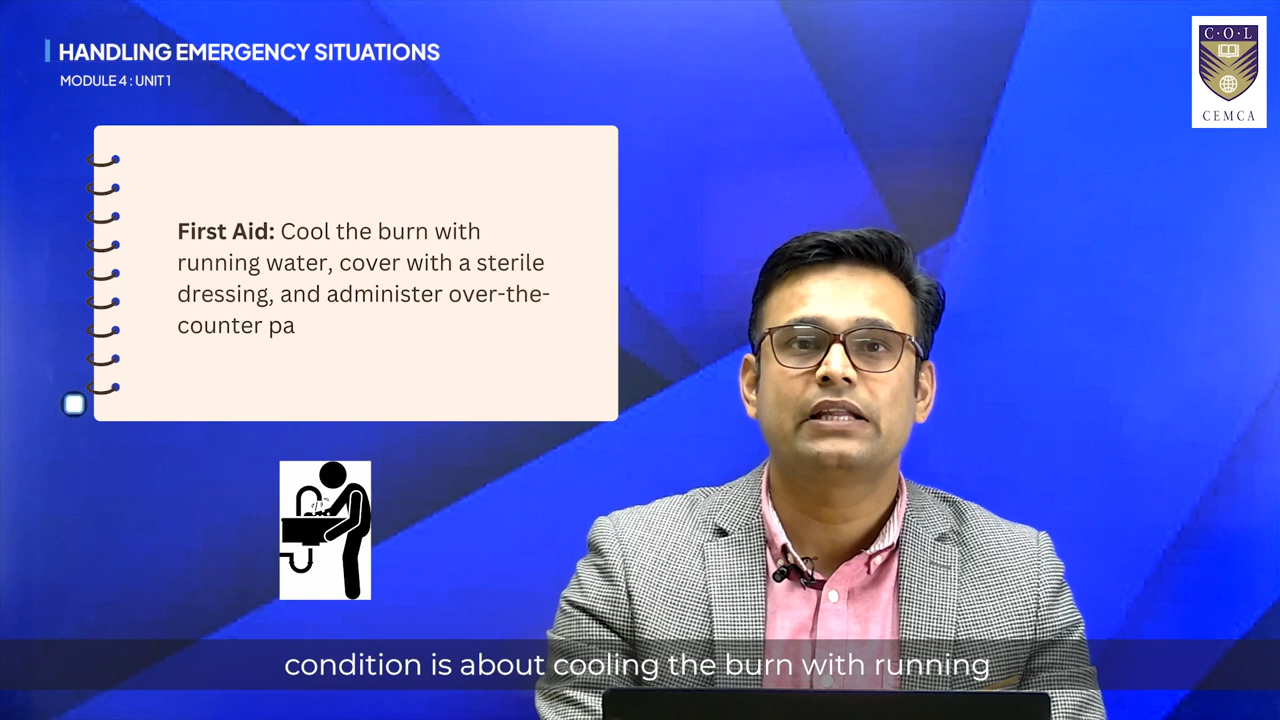 HANDLING EMERGENCY SITUATIONS
MODULE 4 : UNIT 1
C·O·L
CEMCA
First Aid: Cool the burn with
running water, cover with a sterile
dressing, and administer over-the-
counter pa
condition is about cooling the burn with running